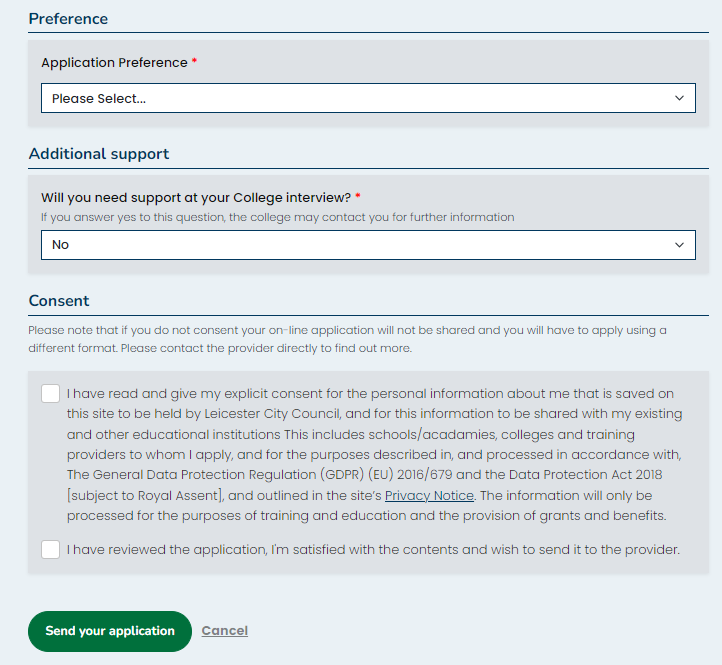 Preference
Application Preference *
Please Select...
Additional support
Will you need support at your College interview? *
If you answer yes to this question, the college may contact you for further information
No
Consent
Please note that if you do not consent your on-line application will not be shared and you will have to apply using a
different format. Please contact the provider directly to find out more.
I have read and give my explicit consent for the personal information about me that is saved on
this site to be held by Leicester City Council, and for this information to be shared with my existing
and other educational institutions This includes schools/acadamies, colleges and training
providers to whom I apply, and for the purposes described in, and processed in accordance with,
The General Data Protection Regulation (GDPR) (EU) 2016/679 and the Data Protection Act 2018
[subject to Royal Assent], and outlined in the site's Privacy Notice. The information will only be
processed for the purposes of training and education and the provision of grants and benefits.
I have reviewed the application, I'm satisfied with the contents and wish to send it to the provider.
Send your application Cancel